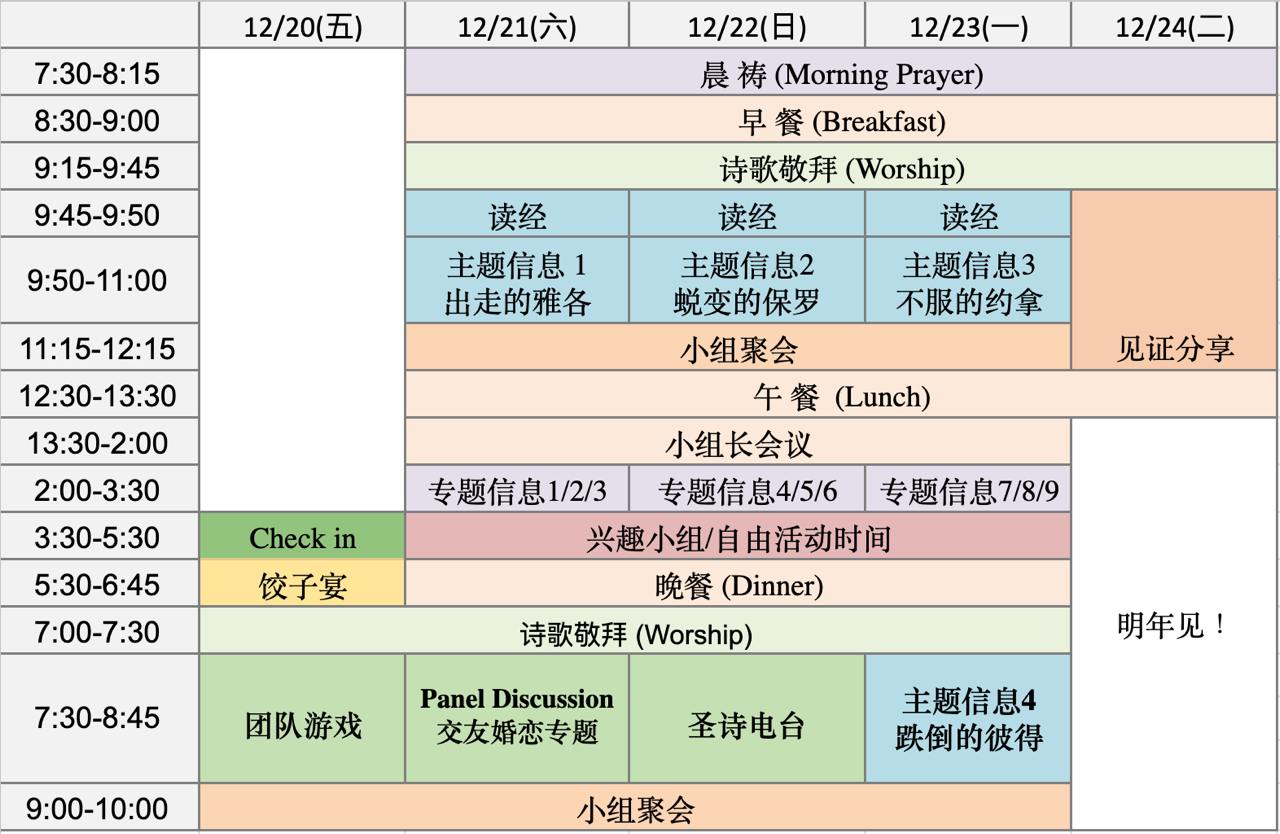 12/20(五) 12/21(六) 12/22(日) 12/23(一) 12/24(二)
7:30-8:15 晨 祷 (Morning Prayer)
8:30-9:00 早 餐 (Breakfast)
9:15-9:45 诗歌敬拜 (Worship)
9:45-9:50 读经 读经 读经
9:50-11:00
主题信息 1
出走的雅各
主题信息2
蜕变的保罗
主题信息3
不服的约拿
11:15-12:15 小组聚会 见证分享
12:30-13:30 午 餐 (Lunch)
13:30-2:00 小组长会议
2:00-3:30 专题信息1/2/3 专题信息4/5/6 专题信息7/8/9
3:30-5:30 Check in 兴趣小组/自由活动时间
5:30-6:45 饺子宴 晚餐 (Dinner)
7:00-7:30 诗歌敬拜 (Worship) 明年见！
7:30-8:45 团队游戏
Panel Discussion
交友婚恋专题
圣诗电台
主题信息4
跌倒的彼得
9:00-10:00 小组聚会